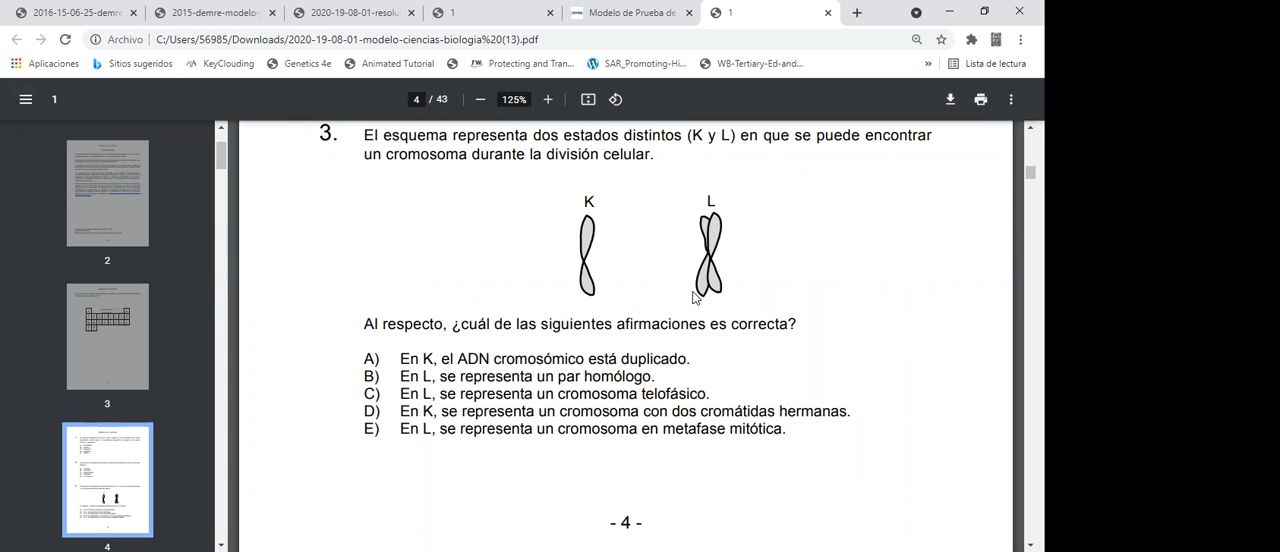 2016-15-06-25-demre
2015-demre-modelo-
2020-19-08-01-resolu
1
Modelo de Prueba de
1
Archivo
C:/Users/56985/Downloads/2020-19-08-01-modelo-ciencias-biologia%20(13).pdf
Aplicaciones
Sitios sugeridos
KeyClouding
Genetics 4e
Animated Tutorial
Protecting and Tran...
SAR_Promoting-Hi...
WB-Tertiary-Ed-and...
»
Lista de lectura
1
4 / 43
125%
2
3
4
3. El esquema representa dos estados distintos (K y L) en que se puede encontrar
un cromosoma durante la división celular.
K L
Al respecto, ¿cuál de las siguientes afirmaciones es correcta?
A) En K, el ADN cromosómico está duplicado.
B) En L, se representa un par homólogo.
C) En L, se representa un cromosoma telofásico.
D) En K, se representa un cromosoma con dos cromátidas hermanas.
E) En L, se representa un cromosoma en metafase mitótica.
- 4 -